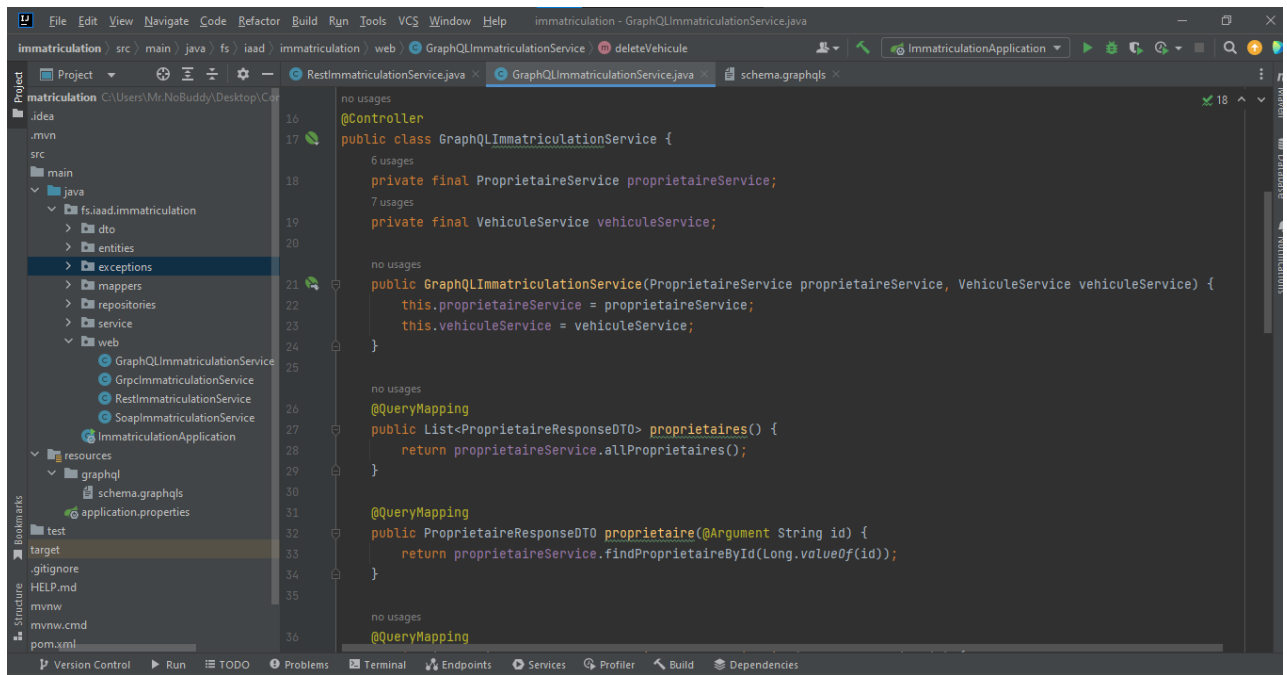 File Edit View Navigate Code Refactor Build Run Tools VCS Window Help immatriculation - GraphQLImmatriculationService.java
immatriculation src main java fs iaad immatriculation web GraphQLImmatriculationService deleteVehicule ImmatriculationApplication
Project RestImmatriculationService.java GraphQLImmatriculationService.java schema.graphqls
Project
matriculation C:\Users\Mr.NoBuddy\Desktop\Cor
.idea
.mvn
src
main
java
fs.iaad.immatriculation
dto
entities
exceptions
mappers
repositories
service
web
GraphQLImmatriculationService
GrpcImmatriculationService
RestImmatriculationService
SoapImmatriculationService
ImmatriculationApplication
resources
graphql
schema.graphqls
application.properties
test
target
.gitignore
HELP.md
mvnw
mvnw.cmd
pom.xml
Bookmarks
Structure
no usages
18
16 @Controller
17 public class GraphQLImmatriculationService {
6 usages
18 private final ProprietaireService proprietaireService;
7 usages
19 private final VehiculeService vehiculeService;
20
no usages
21 public GraphQLImmatriculationService(ProprietaireService proprietaireService, VehiculeService vehiculeService) {
22 this.proprietaireService = proprietaireService;
23 this.vehiculeService = vehiculeService;
24 }
25
no usages
26 @QueryMapping
27 public List<ProprietaireResponseDTO> proprietaires() {
28 return proprietaireService.allProprietaires();
29 }
30
31 @QueryMapping
32 public ProprietaireResponseDTO proprietaire(@Argument String id) {
33 return proprietaireService.findProprietaireById(Long.valueOf(id));
34 }
35
no usages
36 @QueryMapping
Maven
Database
Notifications
Version Control Run TODO Problems Terminal Endpoints Services Profiler Build Dependencies